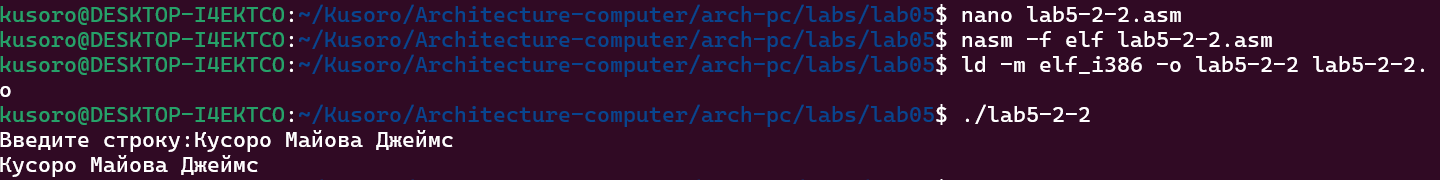 kusoro@DESKTOP-I4EKTCO:~/Kusoro/Architecture-computer/arch-pc/labs/lab05$ nano lab5-2-2.asm
kusoro@DESKTOP-I4EKTCO:~/Kusoro/Architecture-computer/arch-pc/labs/lab05$ nasm -f elf lab5-2-2.asm
kusoro@DESKTOP-I4EKTCO:~/Kusoro/Architecture-computer/arch-pc/labs/lab05$ ld -m elf_i386 -o lab5-2-2 lab5-2-2.
o
kusoro@DESKTOP-I4EKTCO:~/Kusoro/Architecture-computer/arch-pc/labs/lab05$ ./lab5-2-2
Введите строку:Кусоро Майова Джеймс
Кусоро Майова Джеймс